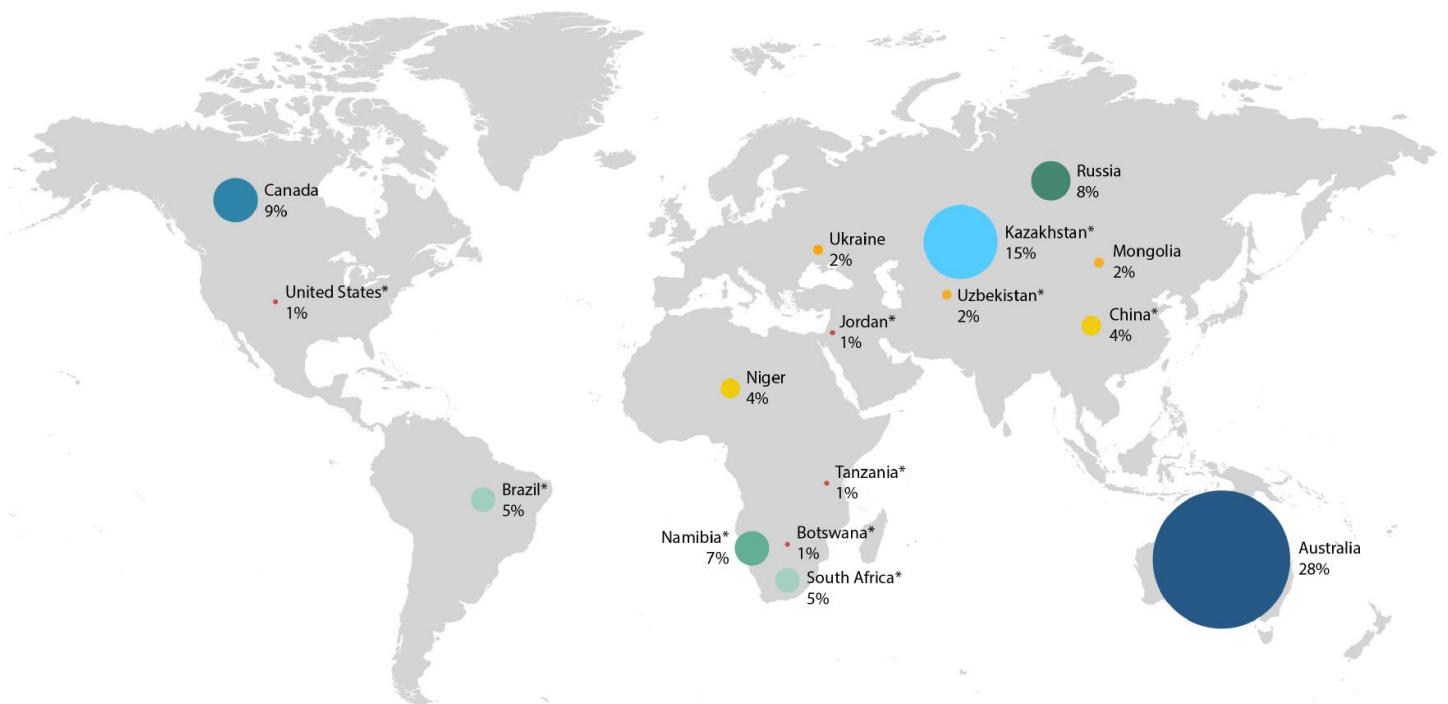 Canada
9%
United States*
1%
Brazil*
5%
Ukraine
2%
Jordan*
1%
Niger
4%
Tanzania*
1%
Namibia*
7%
Botswana*
1%
South Africa*
5%
Russia
8%
Kazakhstan*
15%
Mongolia
2%
Uzbekistan*
2%
China*
4%
Australia
28%